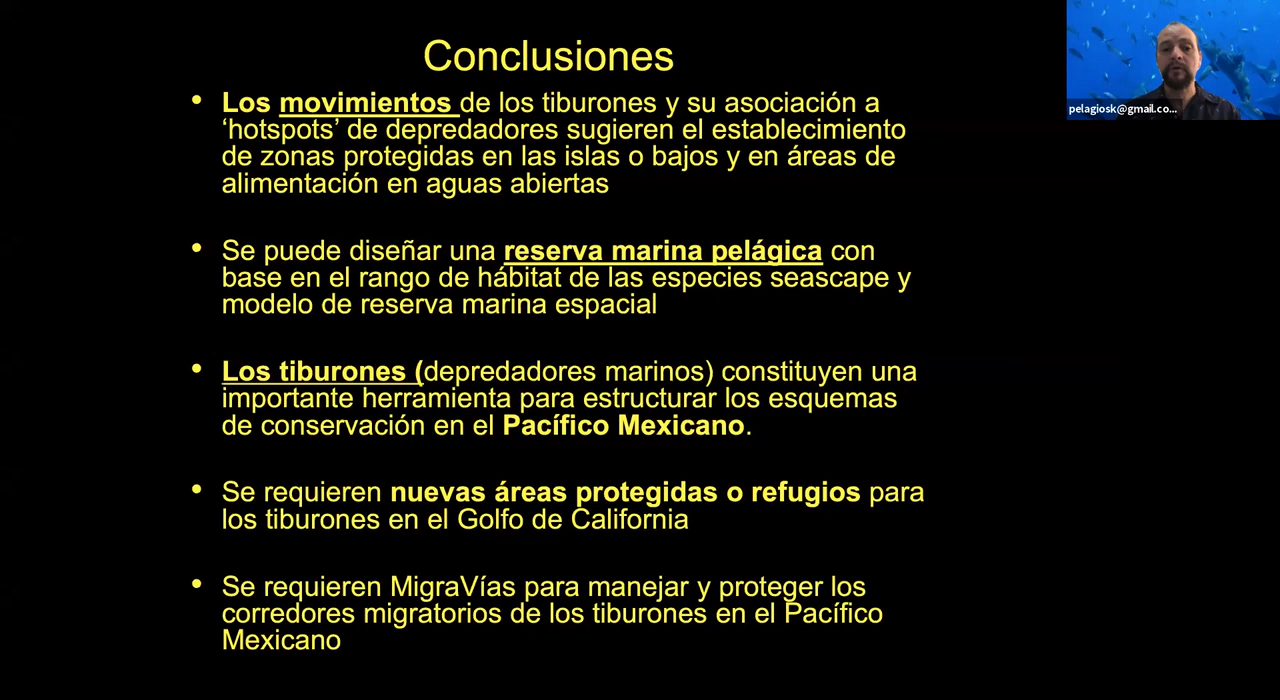 Conclusiones
• Los movimientos de los tiburones y su asociación a
‘hotspots’ de depredadores sugieren el establecimiento
de zonas protegidas en las islas o bajos y en áreas de
alimentación en aguas abiertas
• Se puede diseñar una reserva marina pelágica con
base en el rango de hábitat de las especies seascape y
modelo de reserva marina espacial
• Los tiburones (depredadores marinos) constituyen una
importante herramienta para estructurar los esquemas
de conservación en el Pacífico Mexicano.
• Se requieren nuevas áreas protegidas o refugios para
los tiburones en el Golfo de California
• Se requieren MigraVías para manejar y proteger los
corredores migratorios de los tiburones en el Pacífico
Mexicano
pelagiosk@gmail.co...